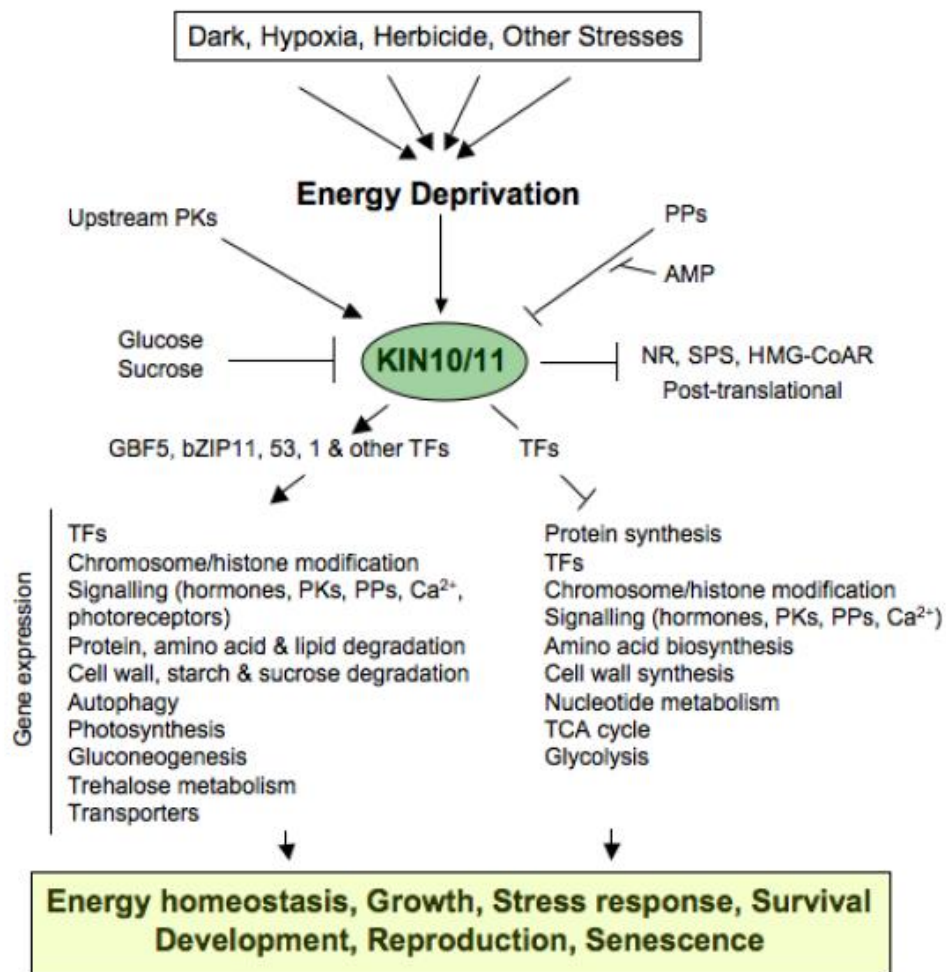 Dark, Hypoxia, Herbicide, Other Stresses
Energy Deprivation
Upstream PKs
PPs
AMP
Glucose
Sucrose
KIN10/11
NR, SPS, HMG-CoAR
Post-translational
GBF5, bZIP11, 53, 1 & other TFs
TFs
Gene expression
TFs
Chromosome/histone modification
Signalling (hormones, PKs, PPs, Ca²⁺,
photoreceptors)
Protein, amino acid & lipid degradation
Cell wall, starch & sucrose degradation
Autophagy
Photosynthesis
Gluconeogenesis
Trehalose metabolism
Transporters
Protein synthesis
TFs
Chromosome/histone modification
Signalling (hormones, PKs, PPs, Ca²⁺)
Amino acid biosynthesis
Cell wall synthesis
Nucleotide metabolism
TCA cycle
Glycolysis
Energy homeostasis, Growth, Stress response, Survival
Development, Reproduction, Senescence